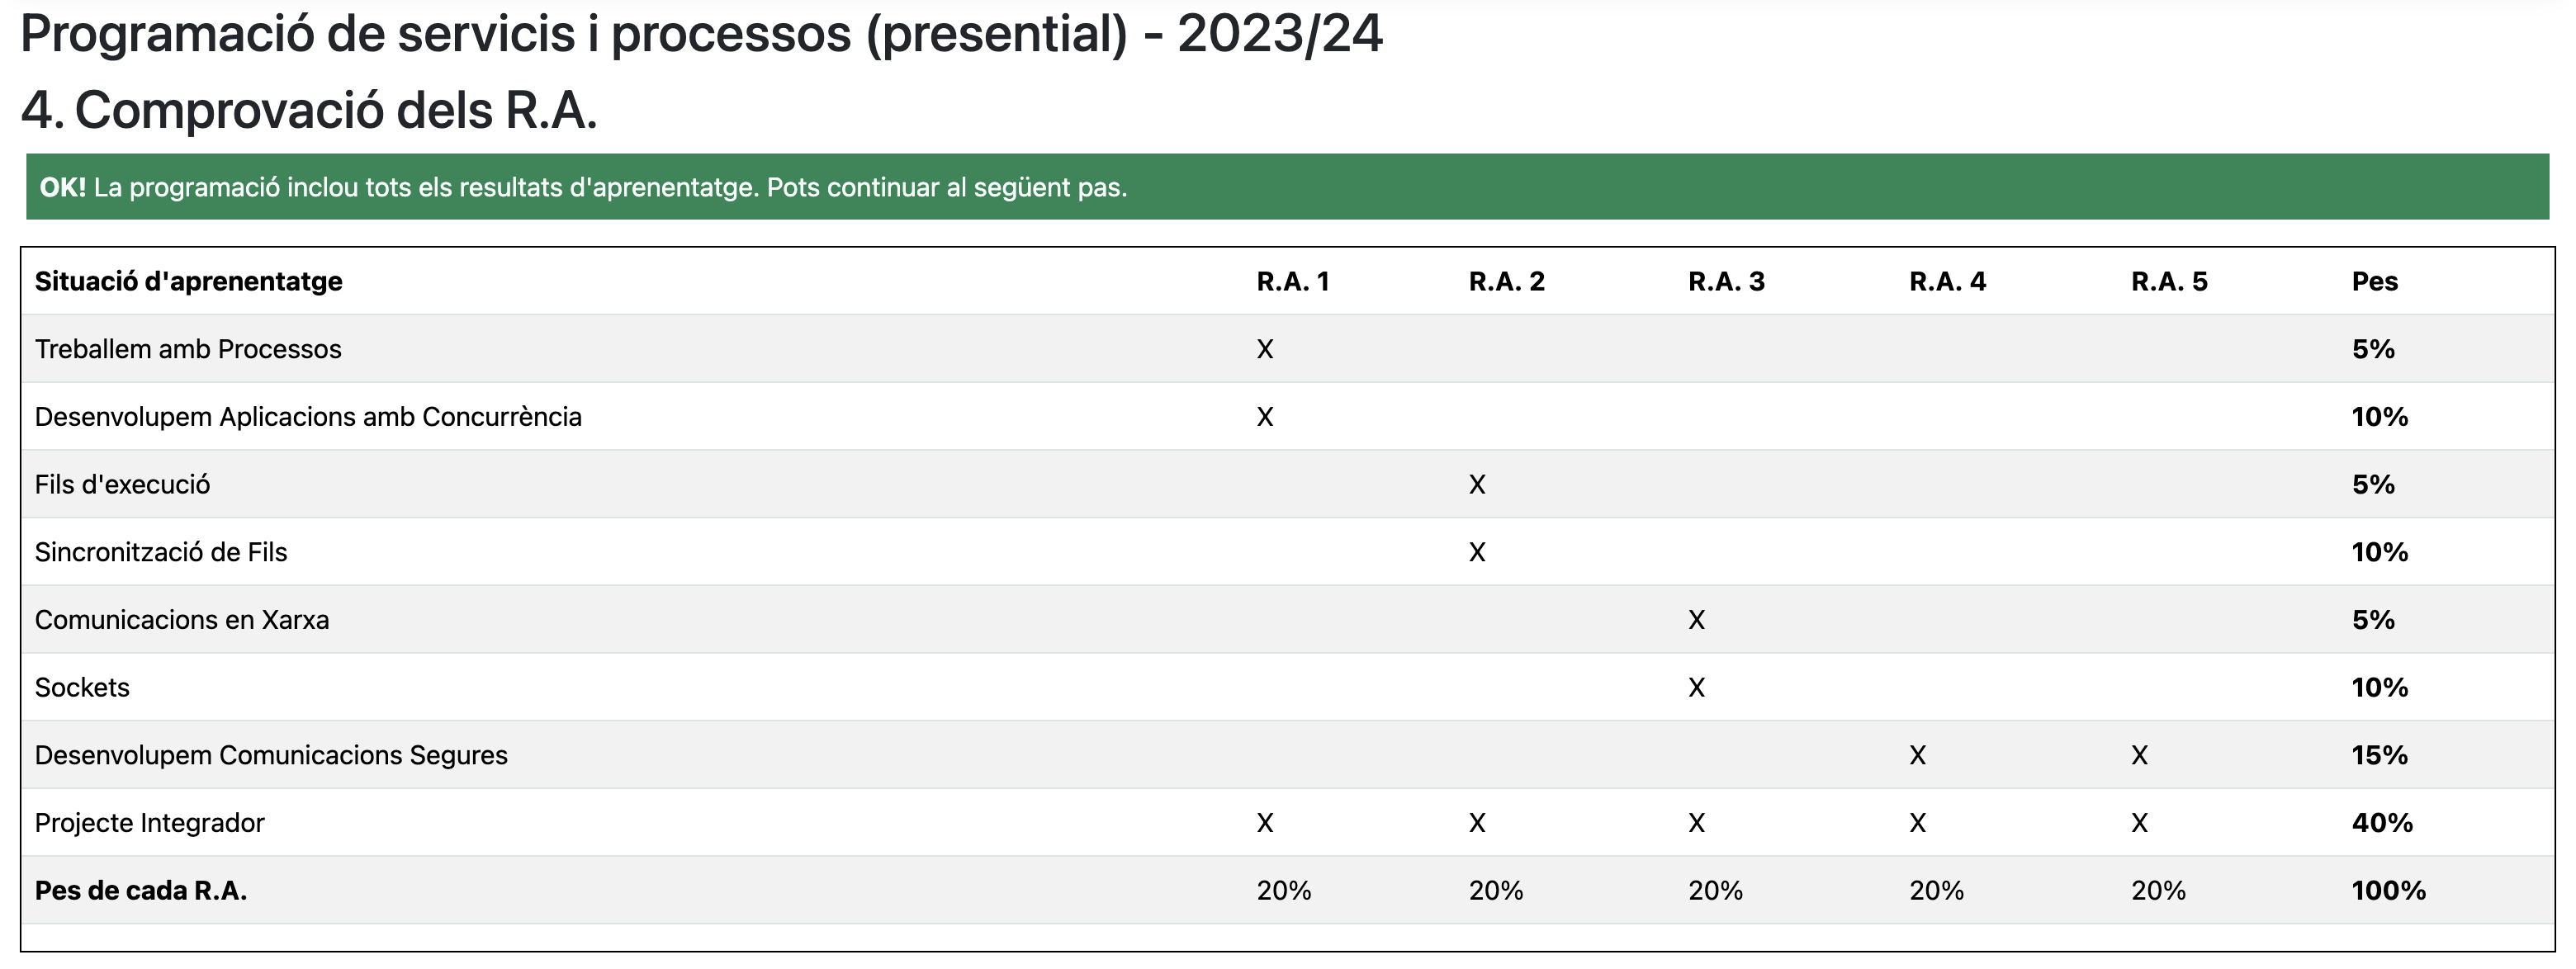 Programació de servicis i processos (presential) - 2023/24
4. Comprovació dels R.A.
OK! La programació inclou tots els resultats d'aprenentatge. Pots continuar al següent pas.
Situació d'aprenentatge R.A. 1 R.A. 2 R.A. 3 R.A. 4 R.A. 5 Pes
Treballem amb Processos X 5%
Desenvolupem Aplicacions amb Concurrència X 10%
Fils d'execució X 5%
Sincronització de Fils X 10%
Comunicacions en Xarxa X 5%
Sockets X 10%
Desenvolupem Comunicacions Segures X X 15%
Projecte Integrador X X X X X 40%
Pes de cada R.A. 20% 20% 20% 20% 20% 100%